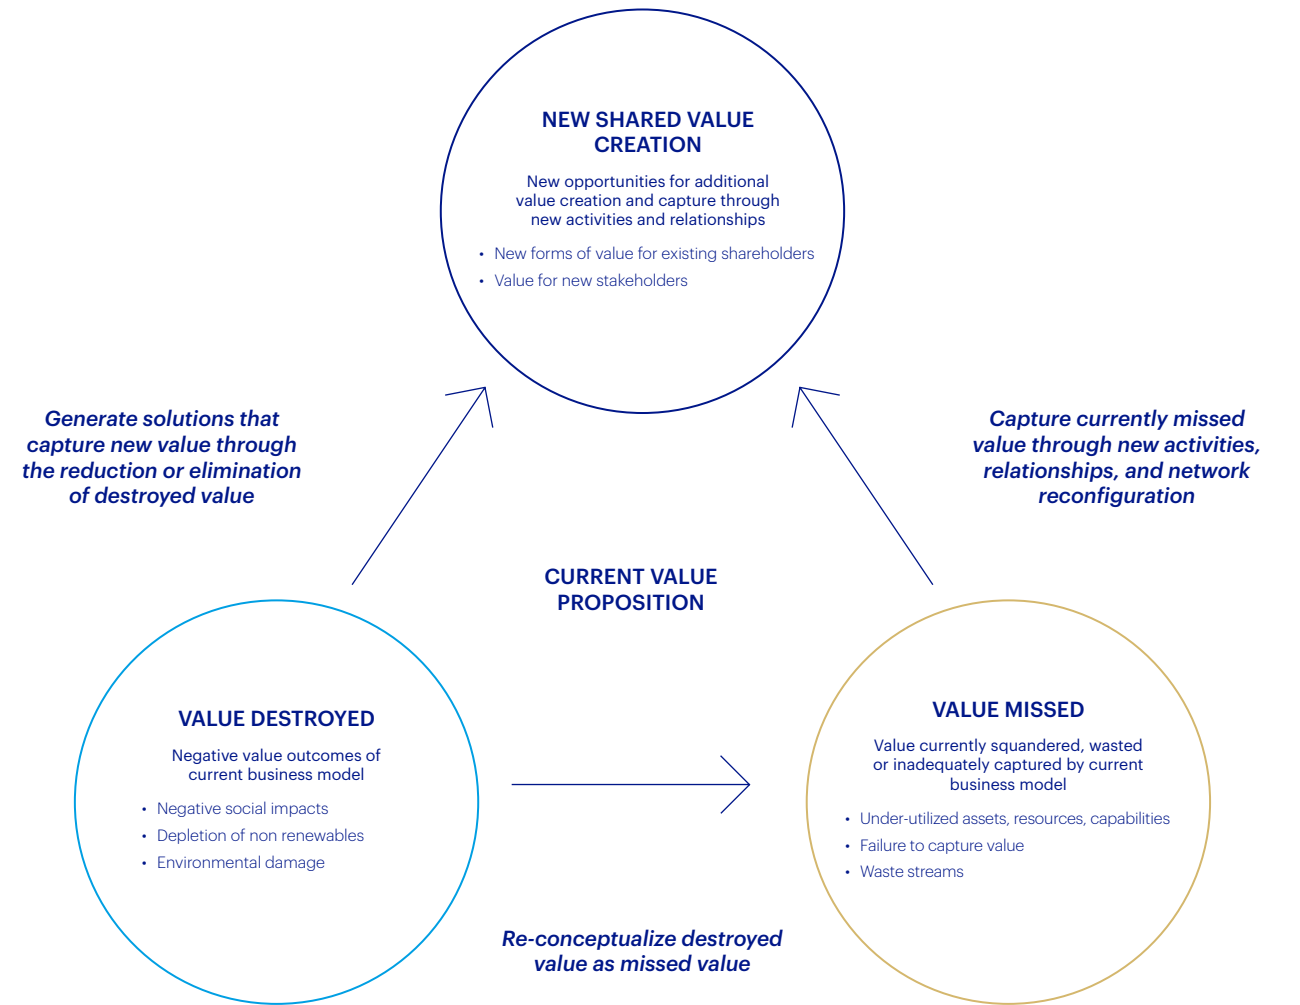 NEW SHARED VALUE
CREATION
New opportunities for additional
value creation and capture through
new activities and relationships
• New forms of value for existing shareholders
• Value for new stakeholders
Generate solutions that
capture new value through
the reduction or elimination
of destroyed value
Capture currently missed
value through new activities,
relationships, and network
reconfiguration
CURRENT VALUE
PROPOSITION
VALUE DESTROYED
Negative value outcomes of
current business model
• Negative social impacts
• Depletion of non renewables
• Environmental damage
VALUE MISSED
Value currently squandered, wasted
or inadequately captured by current
business model
• Under-utilized assets, resources, capabilities
• Failure to capture value
• Waste streams
Re-conceptualize destroyed
value as missed value